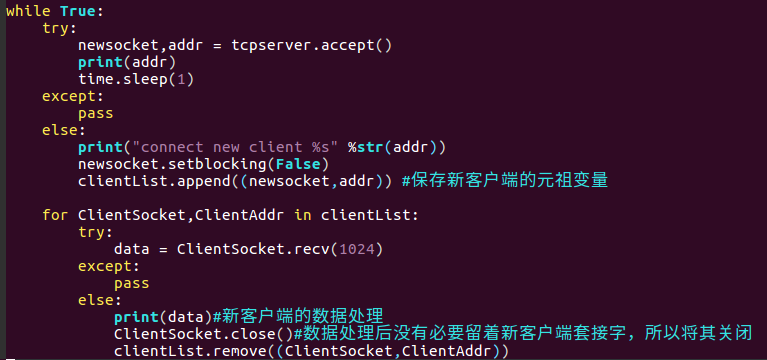 while True:
    try:
        newsocket,addr = tcpserver.accept()
        print(addr)
        time.sleep(1)
    except:
        pass
    else:
        print("connect new client %s" %str(addr))
        newsocket.setblocking(False)
        clientList.append((newsocket,addr)) #保存新客户端的元祖变量

    for ClientSocket,ClientAddr in clientList:
        try:
            data = ClientSocket.recv(1024)
        except:
            pass
        else:
            print(data)#新客户端的数据处理
            ClientSocket.close()#数据处理后没有必要留着新客户端套接字，所以将其关闭
            clientList.remove((ClientSocket,ClientAddr))